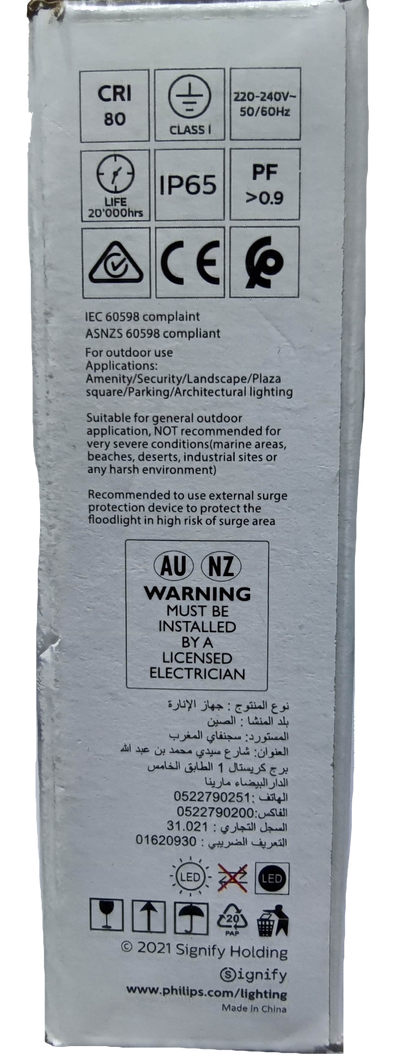 CRI
80
CLASS I
220-240V~
50/60Hz
LIFE
20'000hrs
IP65
PF
>0.9
CE
IEC 60598 complaint
ASNZS 60598 compliant
For outdoor use
Applications:
Amenity/Security/Landscape/Plaza
square/Parking/Architectural lighting
Suitable for general outdoor
application, NOT recommended for
very severe conditions(marine areas,
beaches, deserts, industrial sites or
any harsh environment)
Recommended to use external surge
protection device to protect the
floodlight in high risk of surge area
AU NZ
WARNING
MUST BE
INSTALLED
BY A
LICENSED
ELECTRICIAN
نوع المنتوج : جهاز الإنارة
بلد المنشا : الصين
المستورد: سجنفاي المغرب
العنوان: شارع سيدي محمد بن عبد الله
برج كريستال 1 الطابق الخامس
الدارالبيضاء مارينا
الهاتف :0522790251
الفاكس:0522790200
السجل التجاري : 31.021
التعريف الضريبي : 01620930
LED LED
20
PAP
© 2021 Signify Holding
Signify
www.philips.com/lighting
Made in China